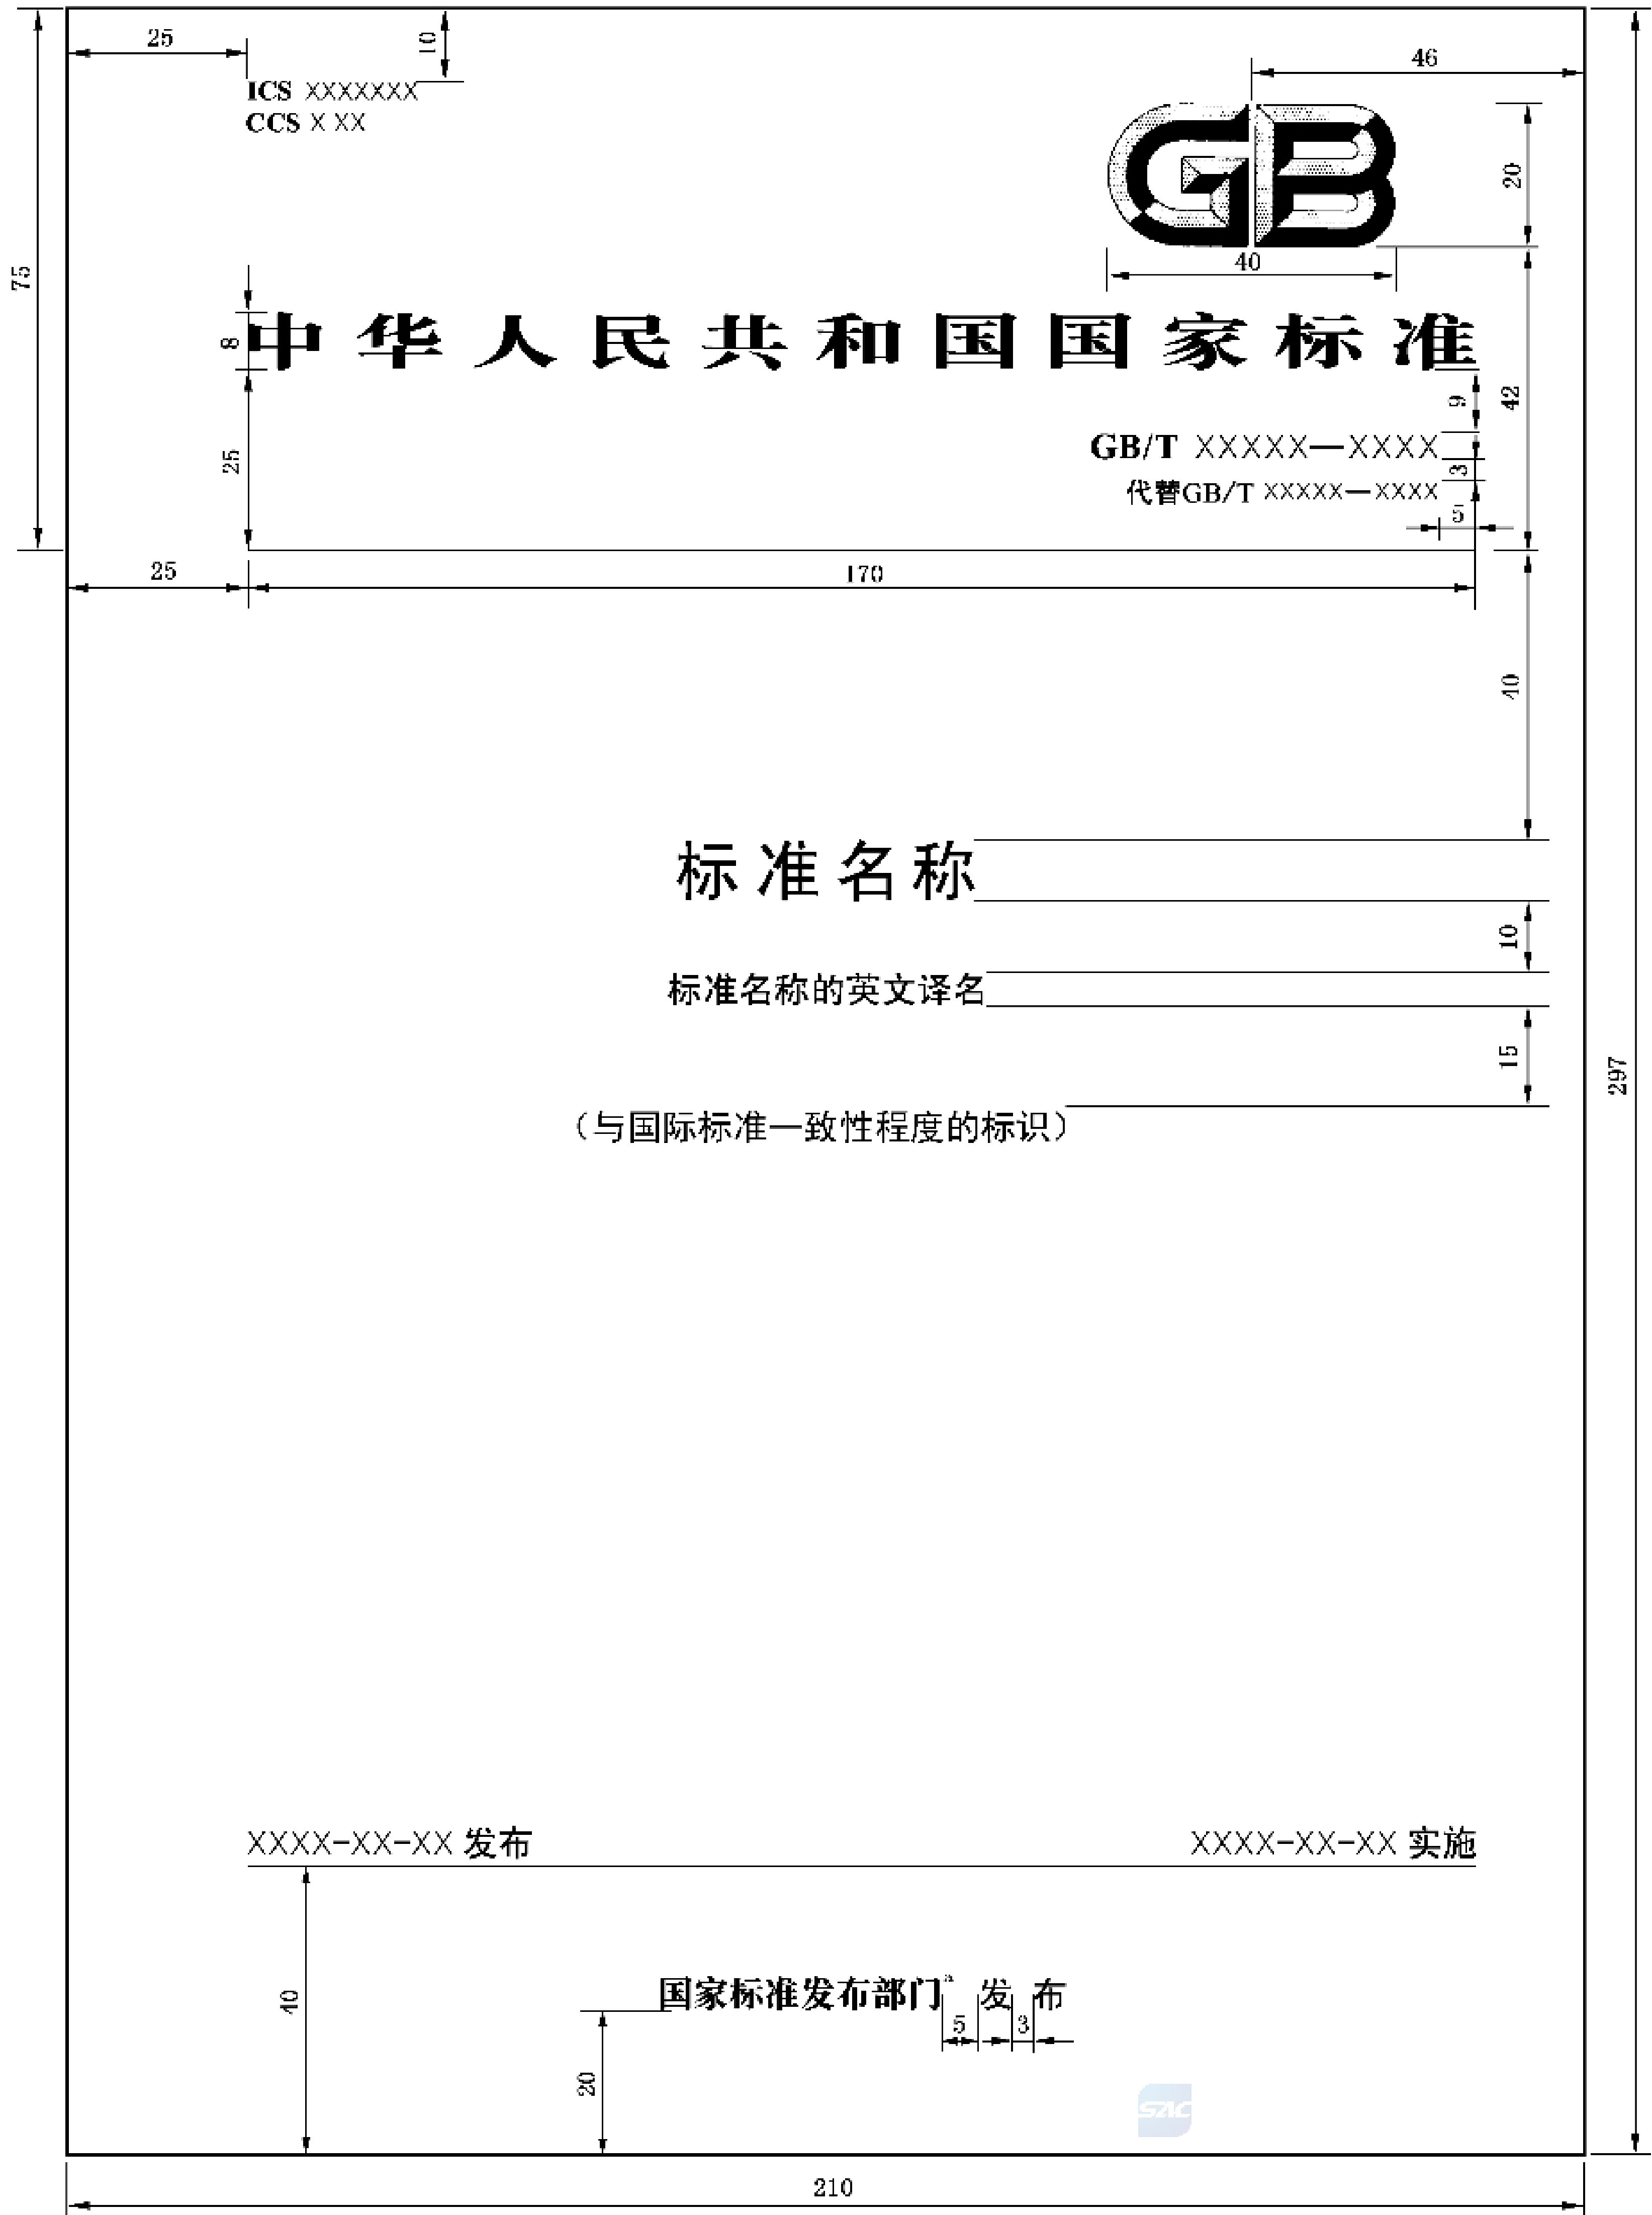 25
10
46
ICS XXXXXXX
CCS X XX
GB
20
40
75
8
中华人民共和国国家标准
9
42
25
GB/T XXXXX—XXXX
3
代替GB/T XXXXX—XXXX
5
25
170
40
标准名称
10
标准名称的英文译名
15
297
（与国际标准一致性程度的标识）
XXXX-XX-XX 发布
XXXX-XX-XX 实施
40
国家标准发布部门a 发布
5
3
20
SAC
210